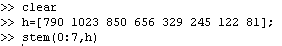 >> clear
>> h=[790 1023 850 656 329 245 122 81];
>> stem(0:7,h)